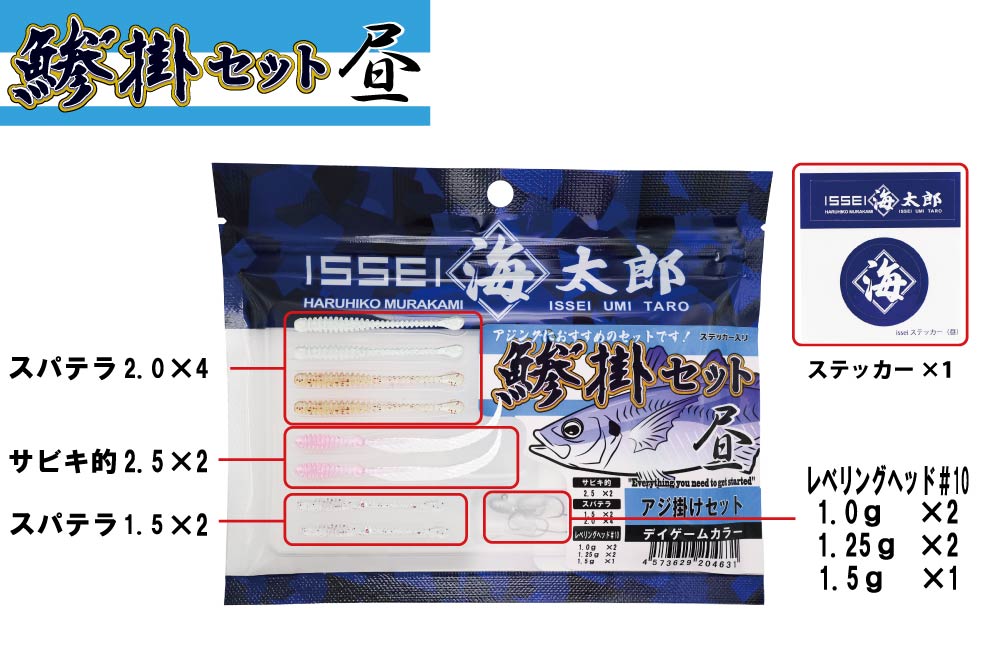 鯵掛セット 昼
ISSEI 海 太郎
HARUHIKO MURAKAMI ISSEI UMI TARO
アジングにおすすめのセットです! ステッカー入り
鯵掛セット
昼
"Everything you need to get started"
サビキ的
2.5 ×2
スパテラ
1.5 ×2
2.0 ×4
レベリングヘッド#10
1.0g ×2
1.25g ×2
1.5g ×1
アジ掛けセット
デイゲームカラー
4 573629 204631
スパテラ 2.0×4
サビキ的 2.5×2
スパテラ 1.5×2
ISSEI 海 太郎
HARUHIKO MURAKAMI ISSEI UMI TARO
海
issei ステッカー（昼）
ステッカー ×1
レベリングヘッド#10
1.0g ×2
1.25g ×2
1.5g ×1